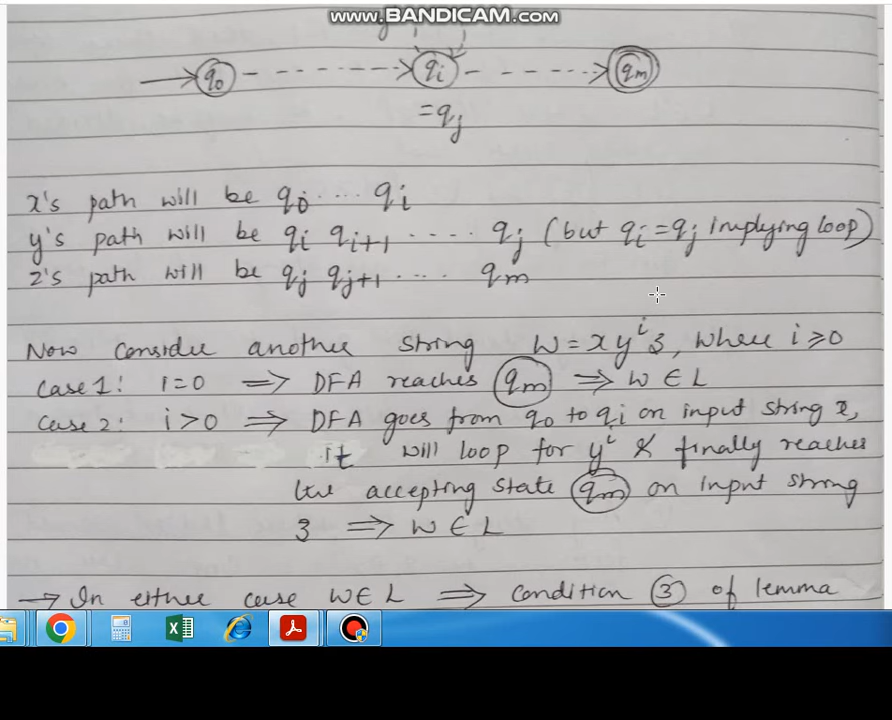 WWW.BANDICAM.COM
q0 qi qm
= qj
x's path will be q0 .... qi
y's path will be qi qi+1 ..... qj (but qi = qj implying loop)
z's path will be qj qj+1 .... qm
Now consider another string W = x y^i z, where i ≥ 0
case 1: i=0 ⟹ DFA reaches qm ⟹ W ∈ L
case 2: i > 0 ⟹ DFA goes from q0 to qi on input string x,
it will loop for y^i & finally reaches
the accepting state qm on input string
z ⟹ W ∈ L
→ In either case W ∈ L ⟹ condition 3 of lemma